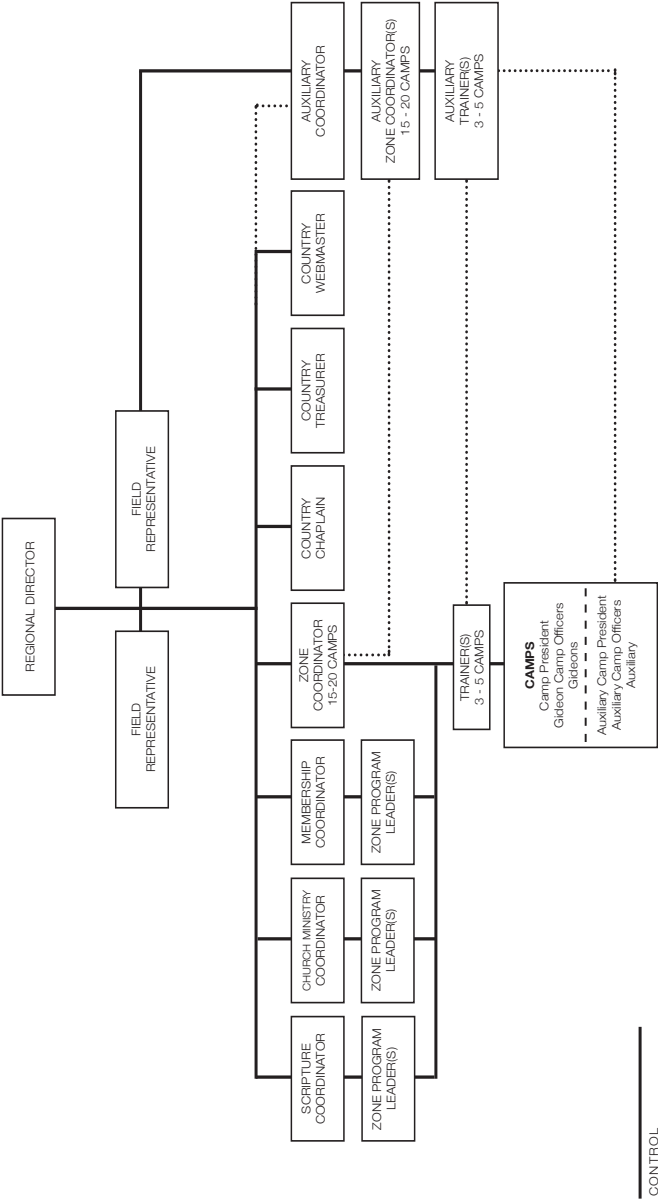 REGIONAL DIRECTOR
FIELD
REPRESENTATIVE
FIELD
REPRESENTATIVE
SCRIPTURE
COORDINATOR
CHURCH MINISTRY
COORDINATOR
MEMBERSHIP
COORDINATOR
ZONE
COORDINATOR
15-20 CAMPS
COUNTRY
CHAPLAIN
COUNTRY
TREASURER
COUNTRY
WEBMASTER
AUXILIARY
COORDINATOR
ZONE PROGRAM
LEADER(S)
ZONE PROGRAM
LEADER(S)
ZONE PROGRAM
LEADER(S)
AUXILIARY
ZONE COORDINATOR(S)
15 - 20 CAMPS
TRAINER(S)
3 - 5 CAMPS
AUXILIARY
TRAINER(S)
3 - 5 CAMPS
CAMPS
Camp President
Gideon Camp Officers
Gideons
Auxiliary Camp President
Auxiliary Camp Officers
Auxiliary
CONTROL